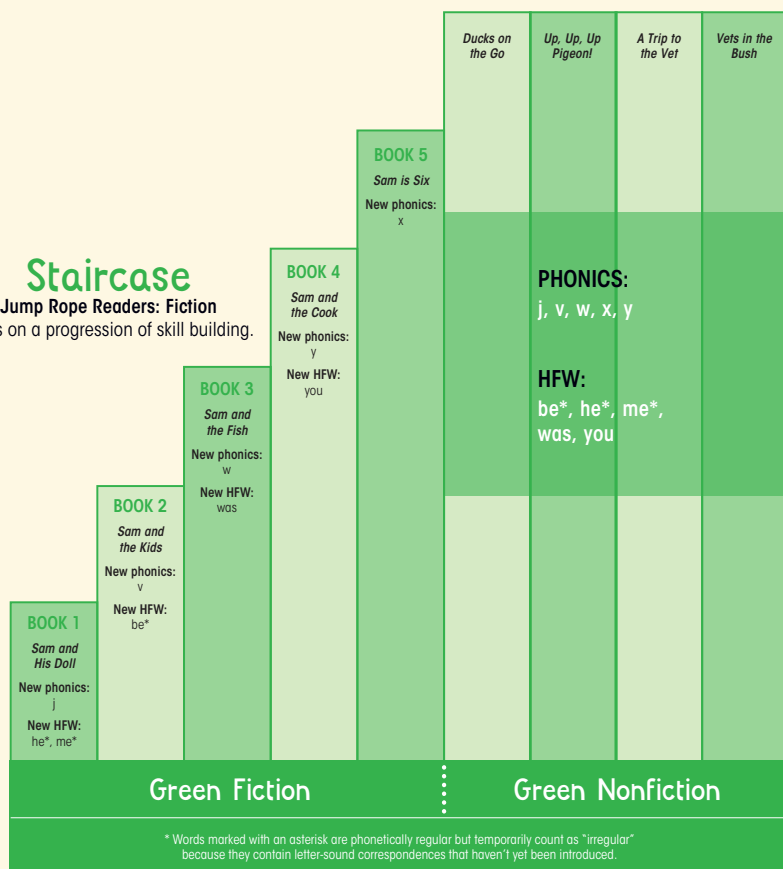 Staircase
Jump Rope Readers: Fiction
s on a progression of skill building.
BOOK 1
Sam and
His Doll
New phonics:
j
New HFW:
he*, me*
BOOK 2
Sam and
the Kids
New phonics:
v
New HFW:
be*
BOOK 3
Sam and
the Fish
New phonics:
w
New HFW:
was
BOOK 4
Sam and
the Cook
New phonics:
y
New HFW:
you
BOOK 5
Sam is Six
New phonics:
x
Ducks on
the Go
Up, Up, Up
Pigeon!
A Trip to
the Vet
Vets in the
Bush
PHONICS:
j, v, w, x, y
HFW:
be*, he*, me*,
was, you
Green Fiction
Green Nonfiction
* Words marked with an asterisk are phonetically regular but temporarily count as "irregular"
because they contain letter-sound correspondences that haven't yet been introduced.